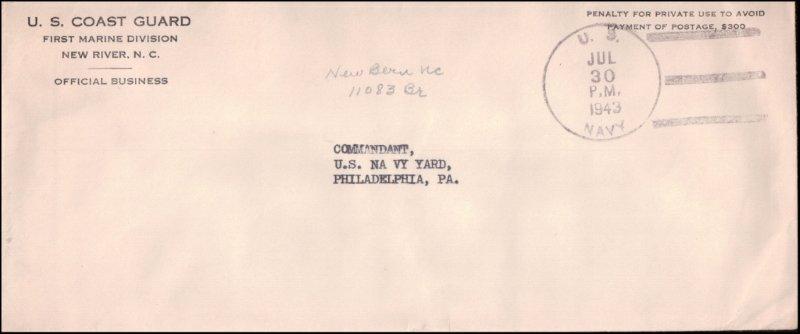 U. S. COAST GUARD
FIRST MARINE DIVISION
NEW RIVER, N. C.
OFFICIAL BUSINESS
PENALTY FOR PRIVATE USE TO AVOID
PAYMENT OF POSTAGE, $300
U. S.
JUL
30
P.M.
1943
NAVY
New Bern NC
11083 Br
COMMANDANT,
U.S. NA VY YARD,
PHILADELPHIA, PA.